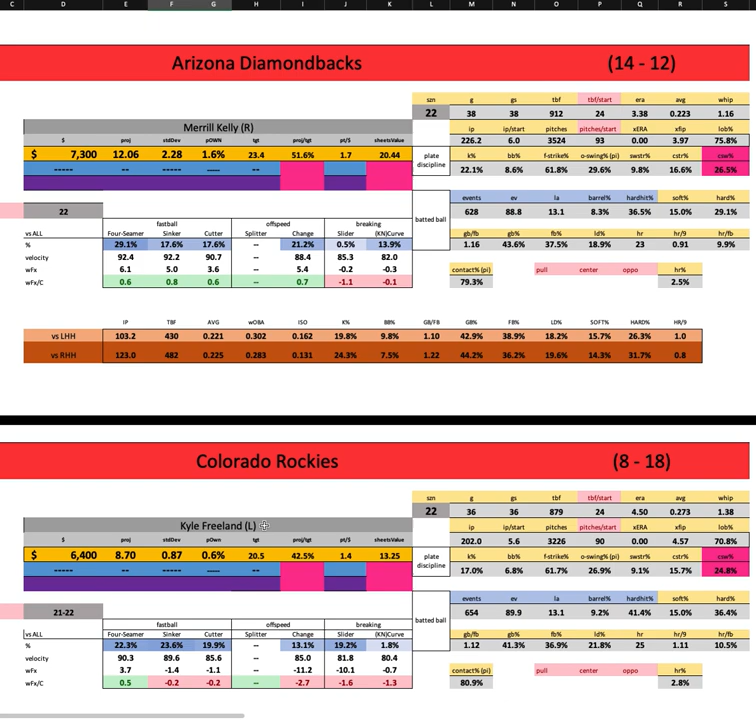 C D E F G H I J K L M N O P Q R S
Arizona Diamondbacks (14 - 12)
szn g gs tbf tbf/start era avg whip
22 38 38 912 24 3.38 0.223 1.16
Merrill Kelly (R)
ip ip/start pitches pitches/start xERA xfip lob%
226.2 6.0 3524 93 0.00 3.97 75.8%
$ proj stdDev pOWN tgt proj/tgt pt/$ sheetsValue
$ 7,300 12.06 2.28 1.6% 23.4 51.6% 1.7 20.44
plate discipline
k% bb% f-strike% o-swing% (pi) swstr% cstr% csw%
22.1% 8.6% 61.8% 29.6% 9.8% 16.6% 26.5%
----- -- -- ---- --
batted ball
events ev la barrel% hardhit% soft% hard%
628 88.8 13.1 8.3% 36.5% 15.0% 29.1%
22
gb/fb gb% fb% ld% hr hr/9 hr/fb
1.16 43.6% 37.5% 18.9% 23 0.91 9.9%
fastball offspeed breaking
vs ALL Four-Seamer Sinker Cutter Splitter Change Slider (KN)Curve
% 29.1% 17.6% 17.6% -- 21.2% 0.5% 13.9%
velocity 92.4 92.2 90.7 -- 88.4 85.3 82.0
wFx 6.1 5.0 3.6 -- 5.4 -0.2 -0.3
wFx/C 0.6 0.8 0.6 -- 0.7 -1.1 -0.1
contact% (pi) pull center oppo hr%
79.3% 2.5%
IP TBF AVG wOBA ISO K% BB% GB/FB GB% FB% LD% SOFT% HARD% HR/9
vs LHH 103.2 430 0.221 0.302 0.162 19.8% 9.8% 1.10 42.9% 38.9% 18.2% 15.7% 26.3% 1.0
vs RHH 123.0 482 0.225 0.283 0.131 24.3% 7.5% 1.22 44.2% 36.2% 19.6% 14.3% 31.7% 0.8
Colorado Rockies (8 - 18)
szn g gs tbf tbf/start era avg whip
22 36 36 879 24 4.50 0.273 1.38
Kyle Freeland (L)
ip ip/start pitches pitches/start xERA xfip lob%
202.0 5.6 3226 90 0.00 4.57 70.8%
$ proj stdDev pOwn tgt proj/tgt pt/$ sheetsValue
$ 6,400 8.70 0.87 0.6% 20.5 42.5% 1.4 13.25
plate discipline
k% bb% f-strike% o-swing% (pi) swstr% cstr% csw%
17.0% 6.8% 61.7% 26.9% 9.1% 15.7% 24.8%
----- -- -- ---- --
batted ball
events ev la barrel% hardhit% soft% hard%
654 89.9 13.1 9.2% 41.4% 15.0% 36.4%
21-22
gb/fb gb% fb% ld% hr hr/9 hr/fb
1.12 41.3% 36.9% 21.8% 25 1.11 10.5%
fastball offspeed breaking
vs ALL Four-Seamer Sinker Cutter Splitter Change Slider (KN)Curve
% 22.3% 23.6% 19.9% -- 13.1% 19.2% 1.8%
velocity 90.3 89.6 85.6 -- 85.0 81.8 80.4
wFx 3.7 -1.4 -1.1 -- -11.2 -10.1 -0.7
wFx/C 0.5 -0.2 -0.2 -- -2.7 -1.6 -1.3
contact% (pi) pull center oppo hr%
80.9% 2.8%